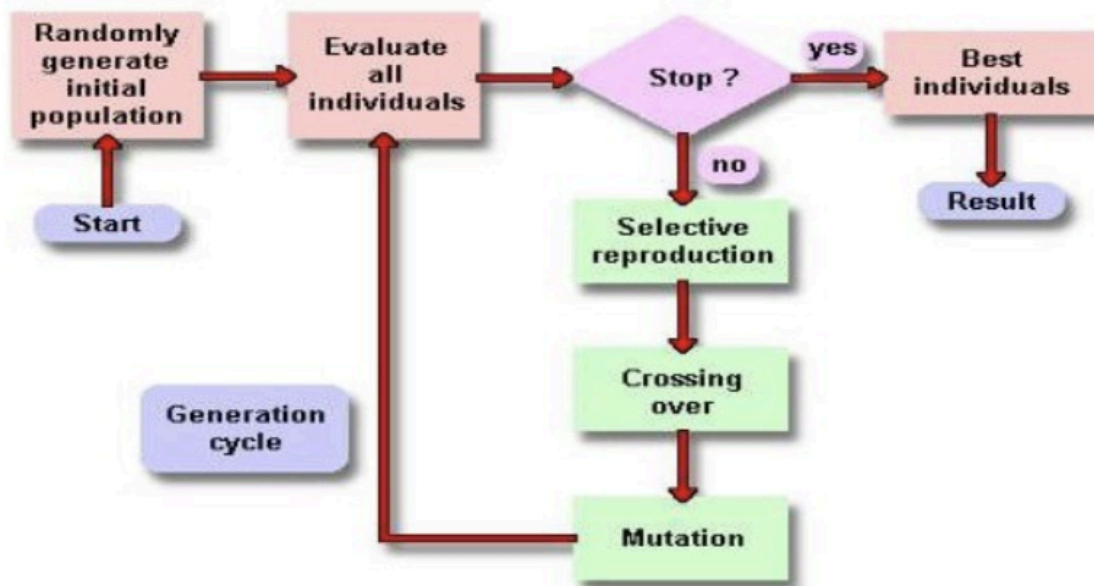 Randomly
generate
initial
population
Evaluate
all
individuals
Stop ?
yes
Best
individuals
no
Start
Result
Selective
reproduction
Crossing
over
Generation
cycle
Mutation